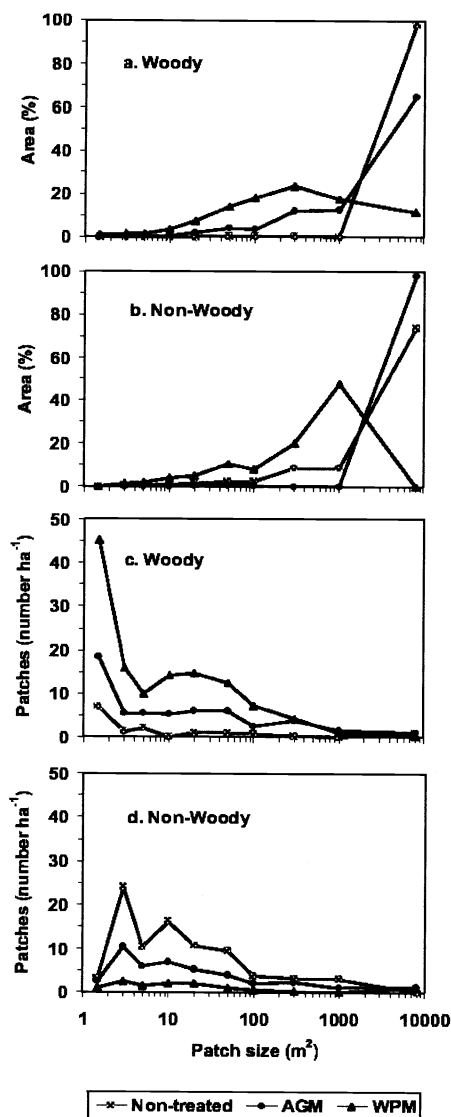 100
80
60
40
20
0
Area (%)
a. Woody
100
80
60
40
20
0
Area (%)
b. Non-Woody
50
40
30
20
10
0
Patches (number ha⁻¹)
c. Woody
50
40
30
20
10
0
Patches (number ha⁻¹)
d. Non-Woody
1 10 100 1000 10000
Patch size (m²)
Non-treated AGM WPM